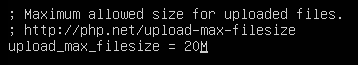 ; Maximum allowed size for uploaded files.
; http://php.net/upload-max-filesize
upload_max_filesize = 20M